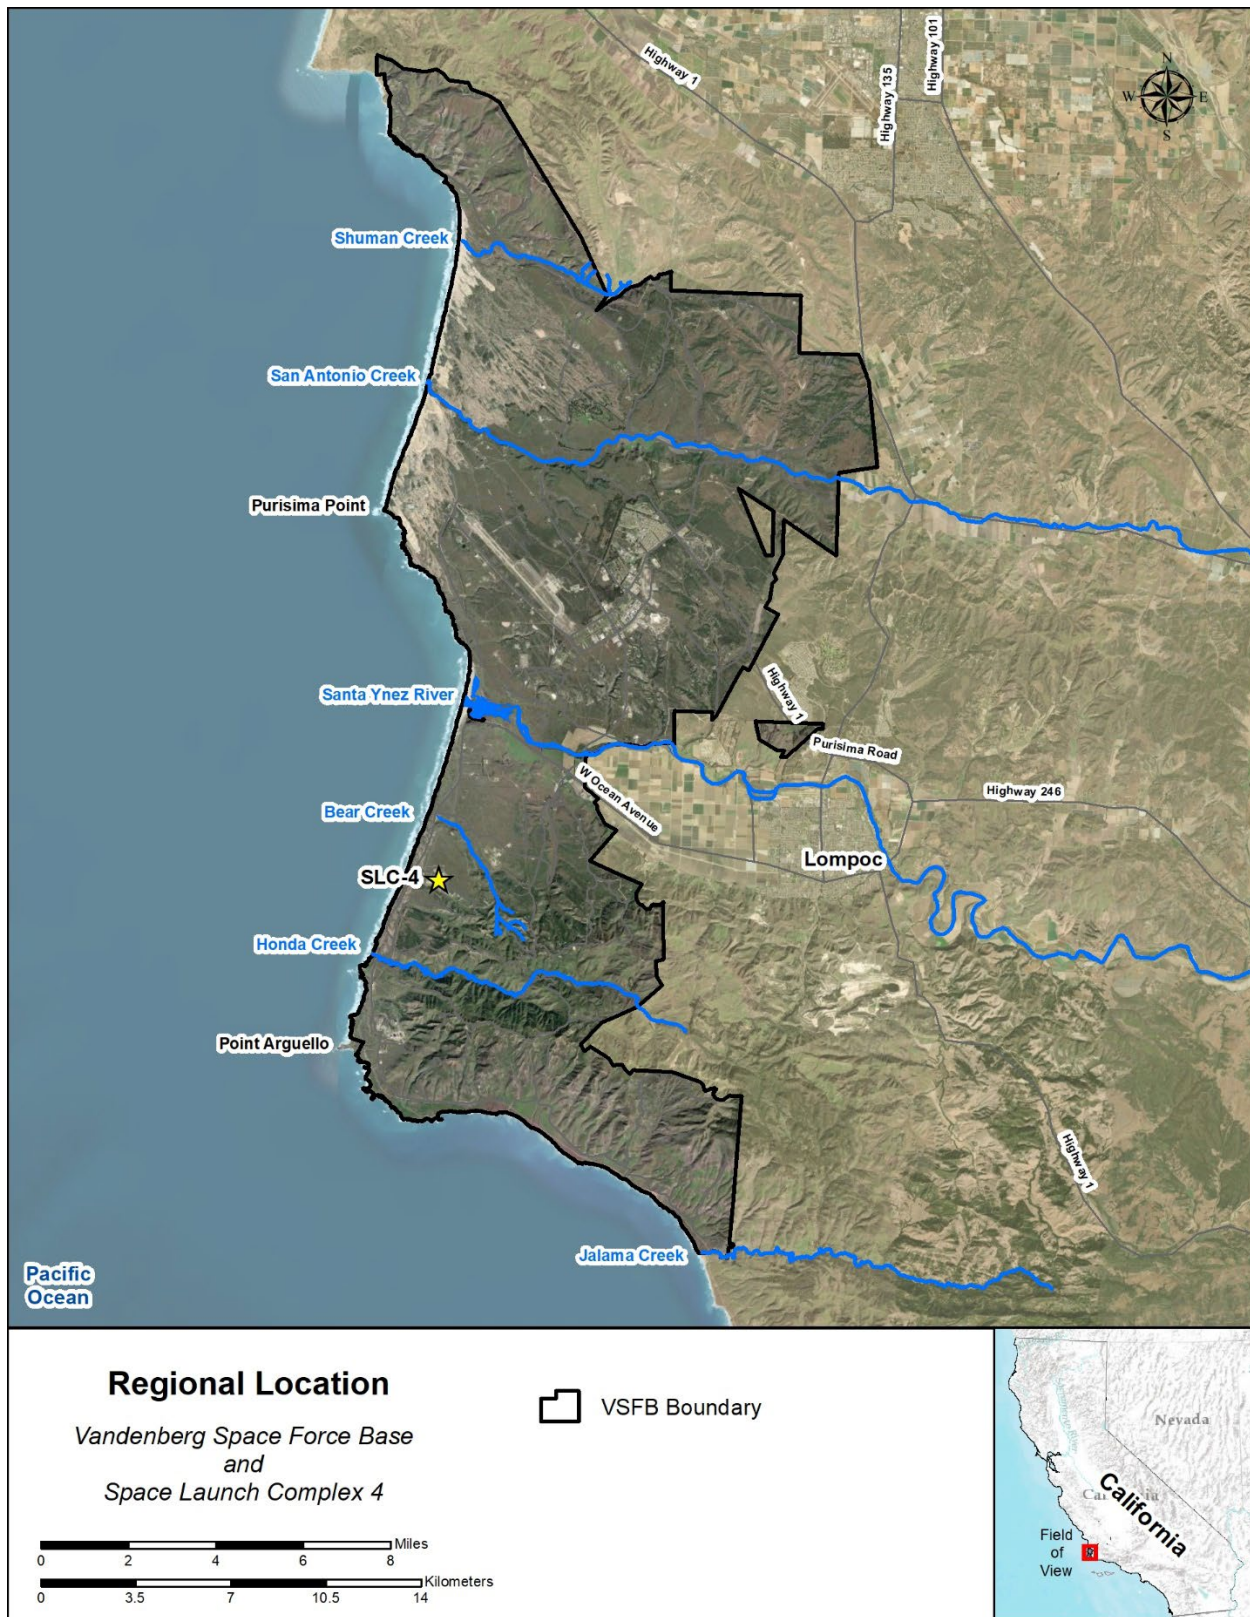 Highway 1
Highway 135
Highway 101
N
W
E
S
Shuman Creek
San Antonio Creek
Purisima Point
Santa Ynez River
Highway 1
Purisima Road
W Ocean Avenue
Highway 246
Bear Creek
Lompoc
SLC-4
Honda Creek
Point Arguello
Highway 1
Jalama Creek
Pacific
Ocean
Regional Location
Vandenberg Space Force Base
and
Space Launch Complex 4
VSFB Boundary
Miles
0 2 4 6 8
Kilometers
0 3.5 7 10.5 14
Nevada
California
Field
of
View